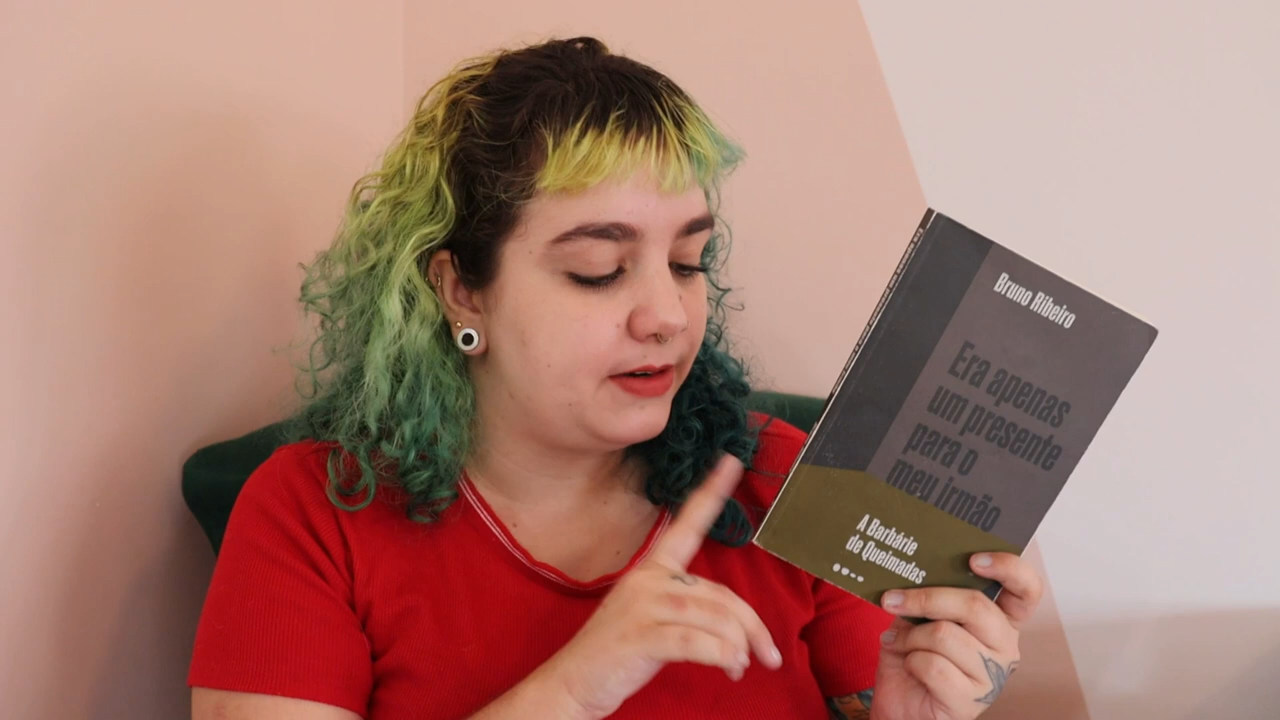 Bruno Ribeiro
Era apenas
um presente
para o
meu irmão
A Barbárie
de Queimadas